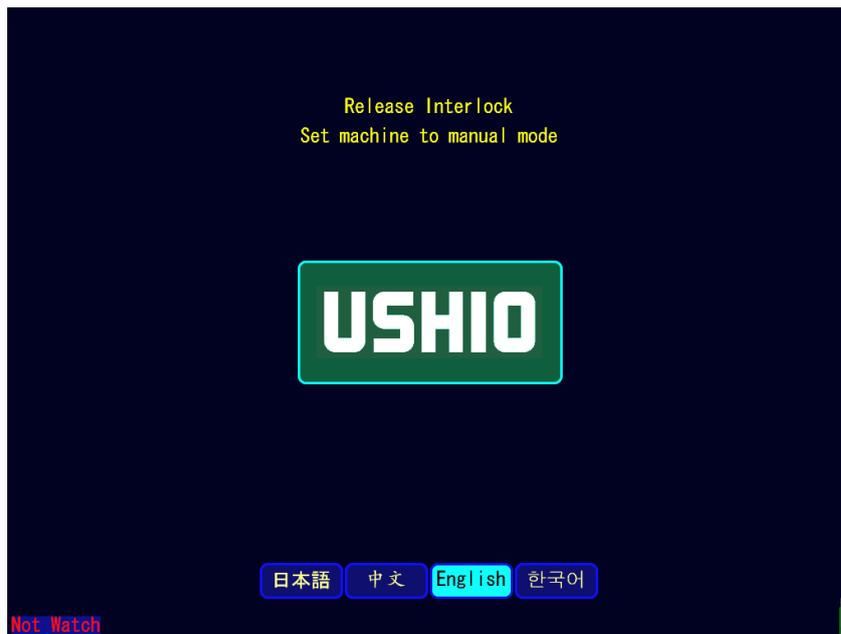 Release Interlock
Set machine to manual mode
USHIO
日本語 中文 English 한국어
Not Watch